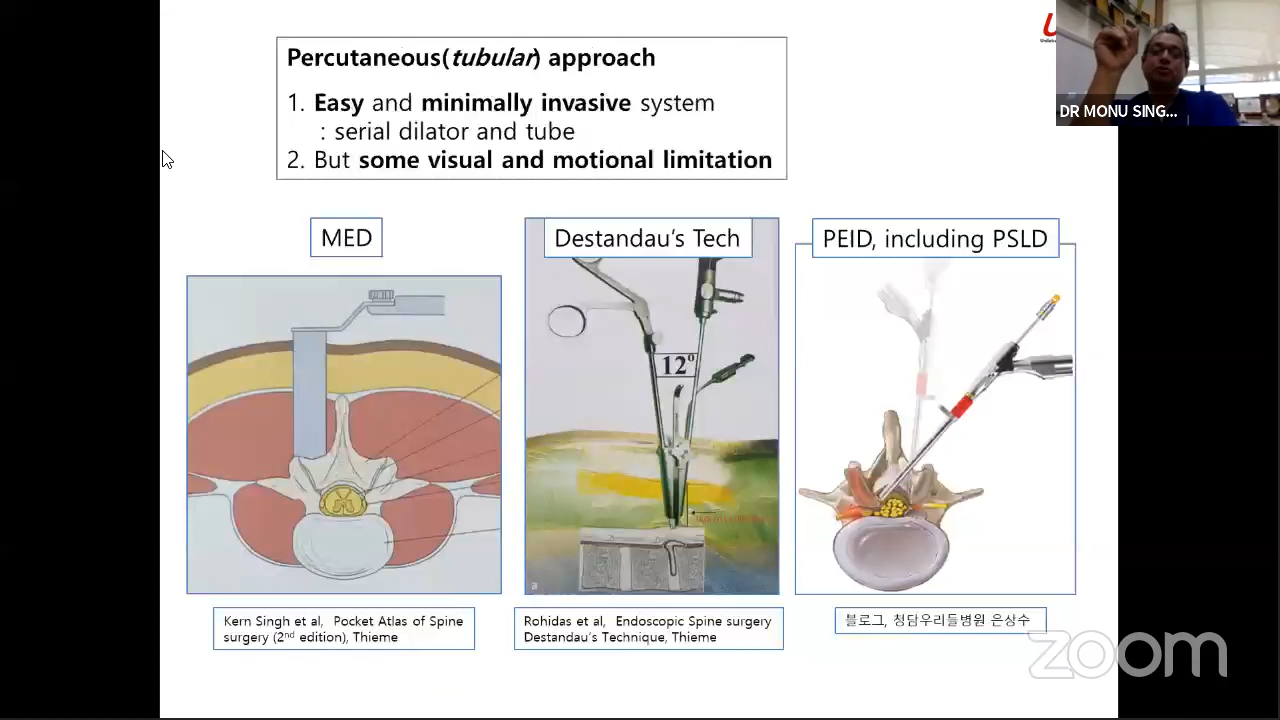 Percutaneous(tubular) approach
1. Easy and minimally invasive system
: serial dilator and tube
2. But some visual and motional limitation
DR MONU SING...
MED
Destandau's Tech
PEID, including PSLD
12°
a
Kern Singh et al, Pocket Atlas of Spine
surgery (2nd edition), Thieme
Rohidas et al, Endoscopic Spine surgery
Destandau's Technique, Thieme
블로그, 청담우리들병원 은상수
zoom